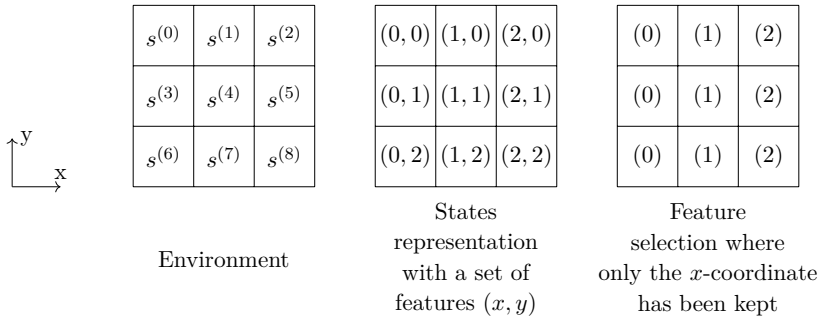 s^(0) s^(1) s^(2)
s^(3) s^(4) s^(5)
s^(6) s^(7) s^(8)
y
x
Environment
(0, 0) (1, 0) (2, 0)
(0, 1) (1, 1) (2, 1)
(0, 2) (1, 2) (2, 2)
States
representation
with a set of
features (x, y)
(0) (1) (2)
(0) (1) (2)
(0) (1) (2)
Feature
selection where
only the x-coordinate
has been kept